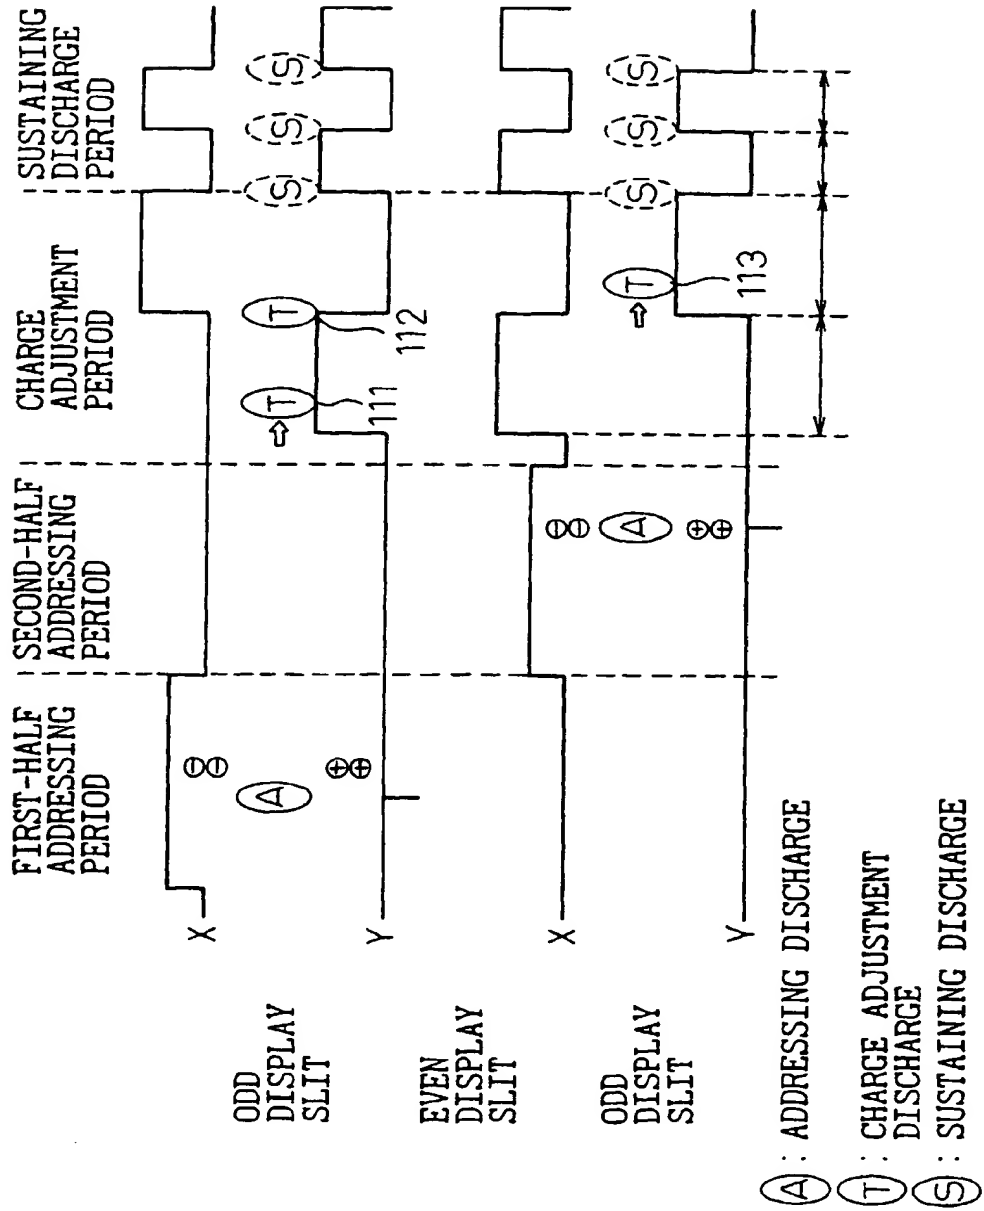 FIRST-HALF
ADDRESSING
PERIOD
SECOND-HALF
ADDRESSING
PERIOD
CHARGE
ADJUSTMENT
PERIOD
SUSTAINING
DISCHARGE
PERIOD
ODD
DISPLAY
SLIT
X
⊖⊖
A
⊕⊕
Y
T
T
S
S
S
111
112
EVEN
DISPLAY
SLIT
X
ODD
DISPLAY
SLIT
⊖⊖
A
⊕⊕
Y
T
S
S
S
113
A : ADDRESSING DISCHARGE
T : CHARGE ADJUSTMENT
DISCHARGE
S : SUSTAINING DISCHARGE